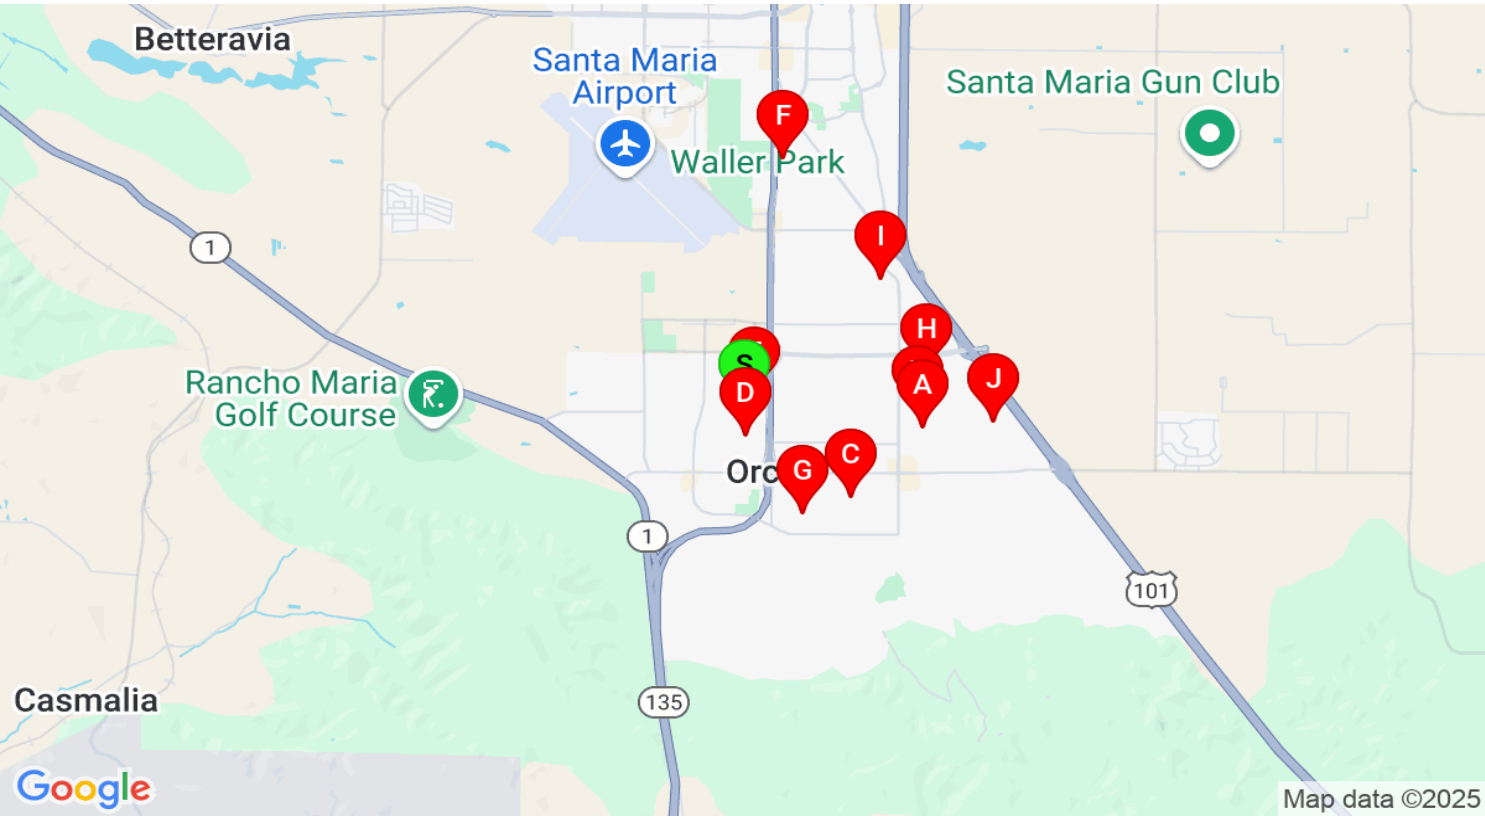 Betteravia
Santa Maria
Airport
Santa Maria Gun Club
F
Waller Park
1
I
H
S
Rancho Maria
Golf Course
D
A
J
Orc
G
C
1
101
Casmalia
135
Google
Map data ©2025